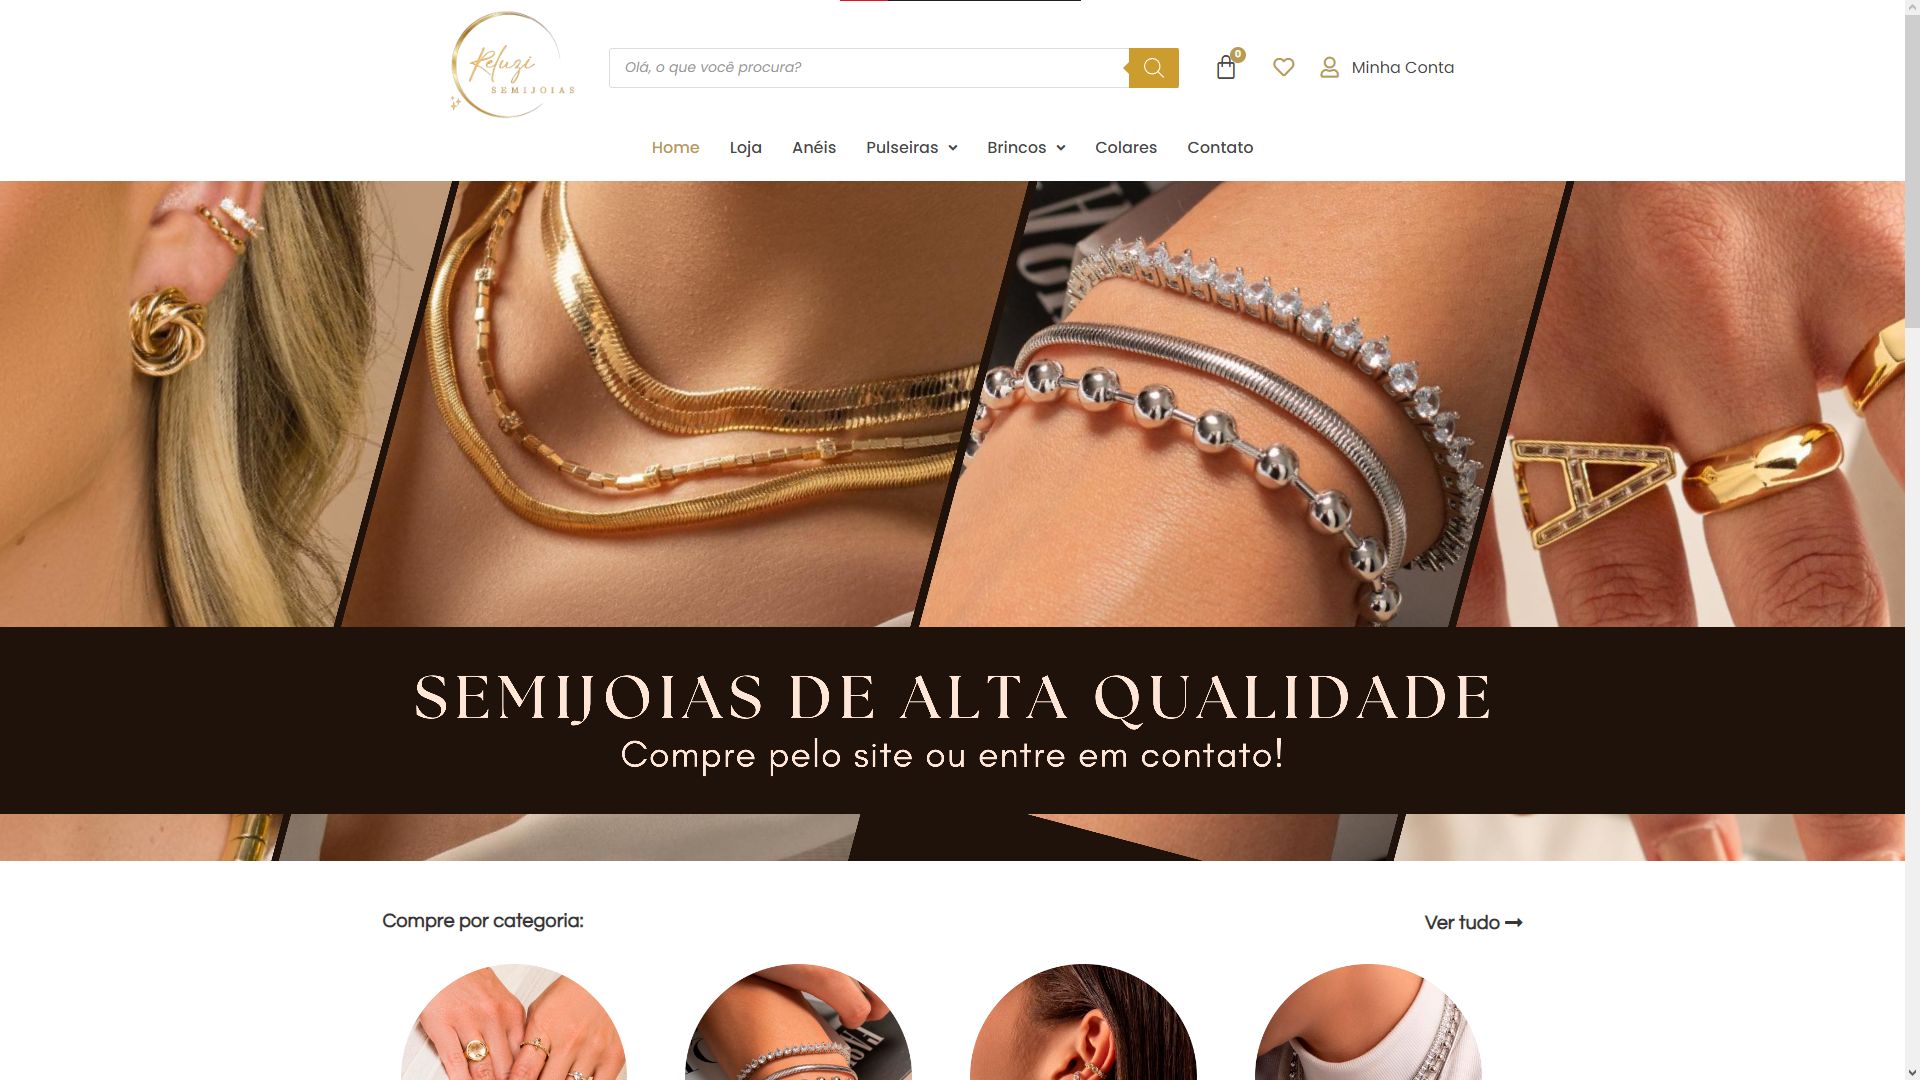 Reluzi
SEMIJOIAS
Olá, o que você procura?
0
Minha Conta
Home Loja Anéis Pulseiras Brincos Colares Contato
SEMIJOIAS DE ALTA QUALIDADE
Compre pelo site ou entre em contato!
Compre por categoria:
Ver tudo